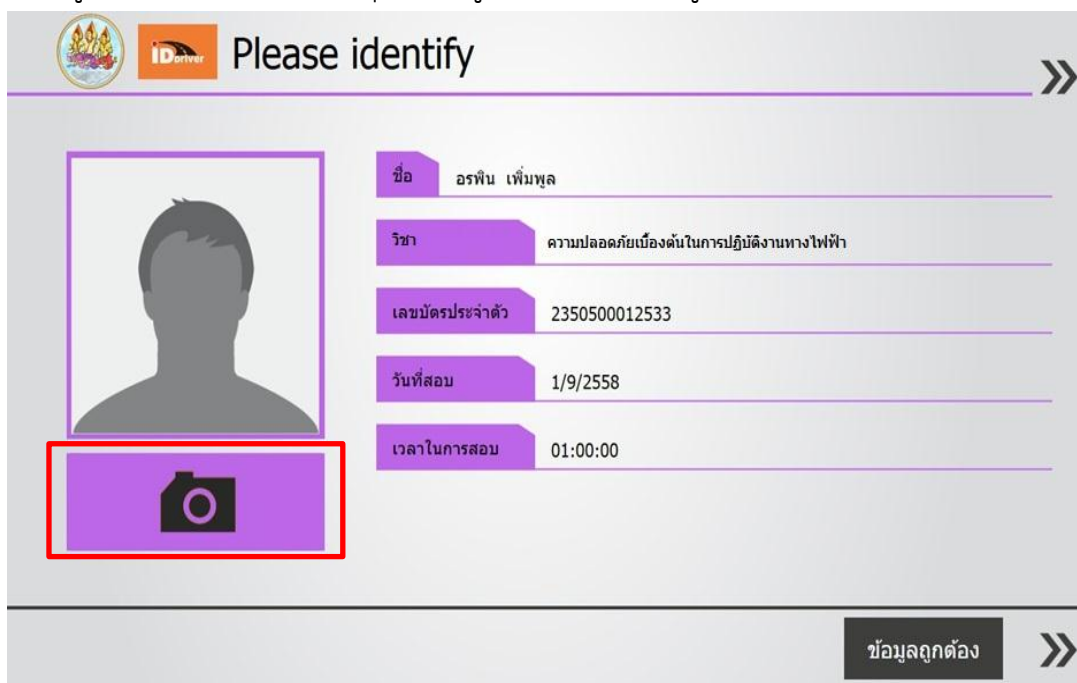 iDriver
Please identify
ชื่อ อรพิน เพิ่มพูล
วิชา ความปลอดภัยเบื้องต้นในการปฏิบัติงานทางไฟฟ้า
เลขบัตรประจำตัว 2350500012533
วันที่สอบ 1/9/2558
เวลาในการสอบ 01:00:00
ข้อมูลถูกต้อง